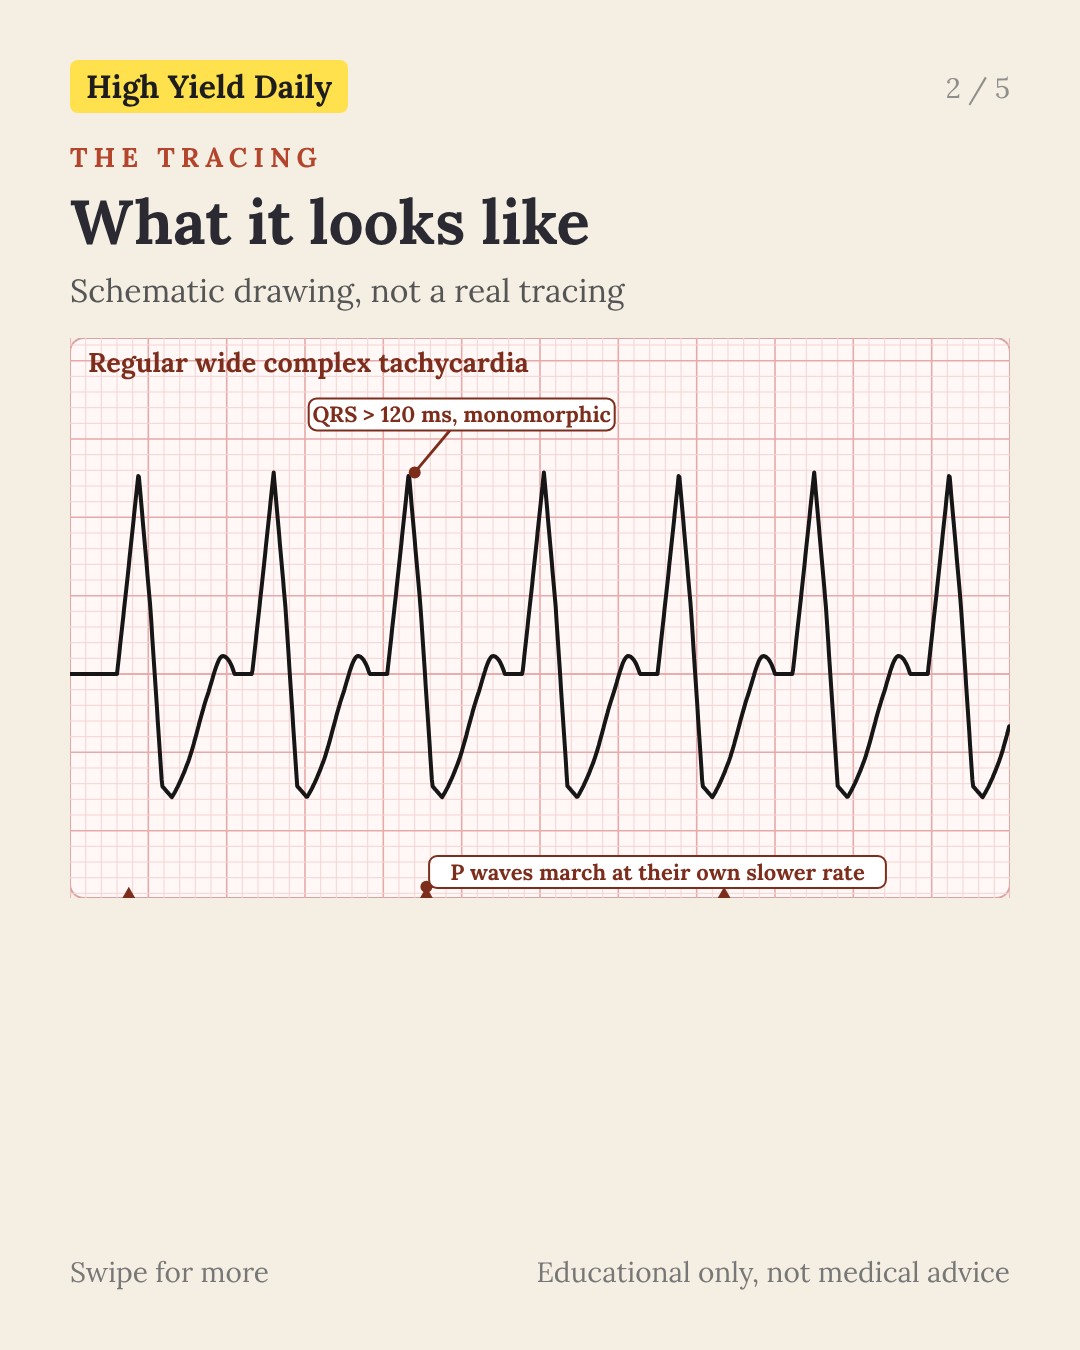 High Yield Daily
2 / 5
THE TRACING
What it looks like
Schematic drawing, not a real tracing
Regular wide complex tachycardia
QRS > 120 ms, monomorphic
P waves march at their own slower rate
Swipe for more
Educational only, not medical advice